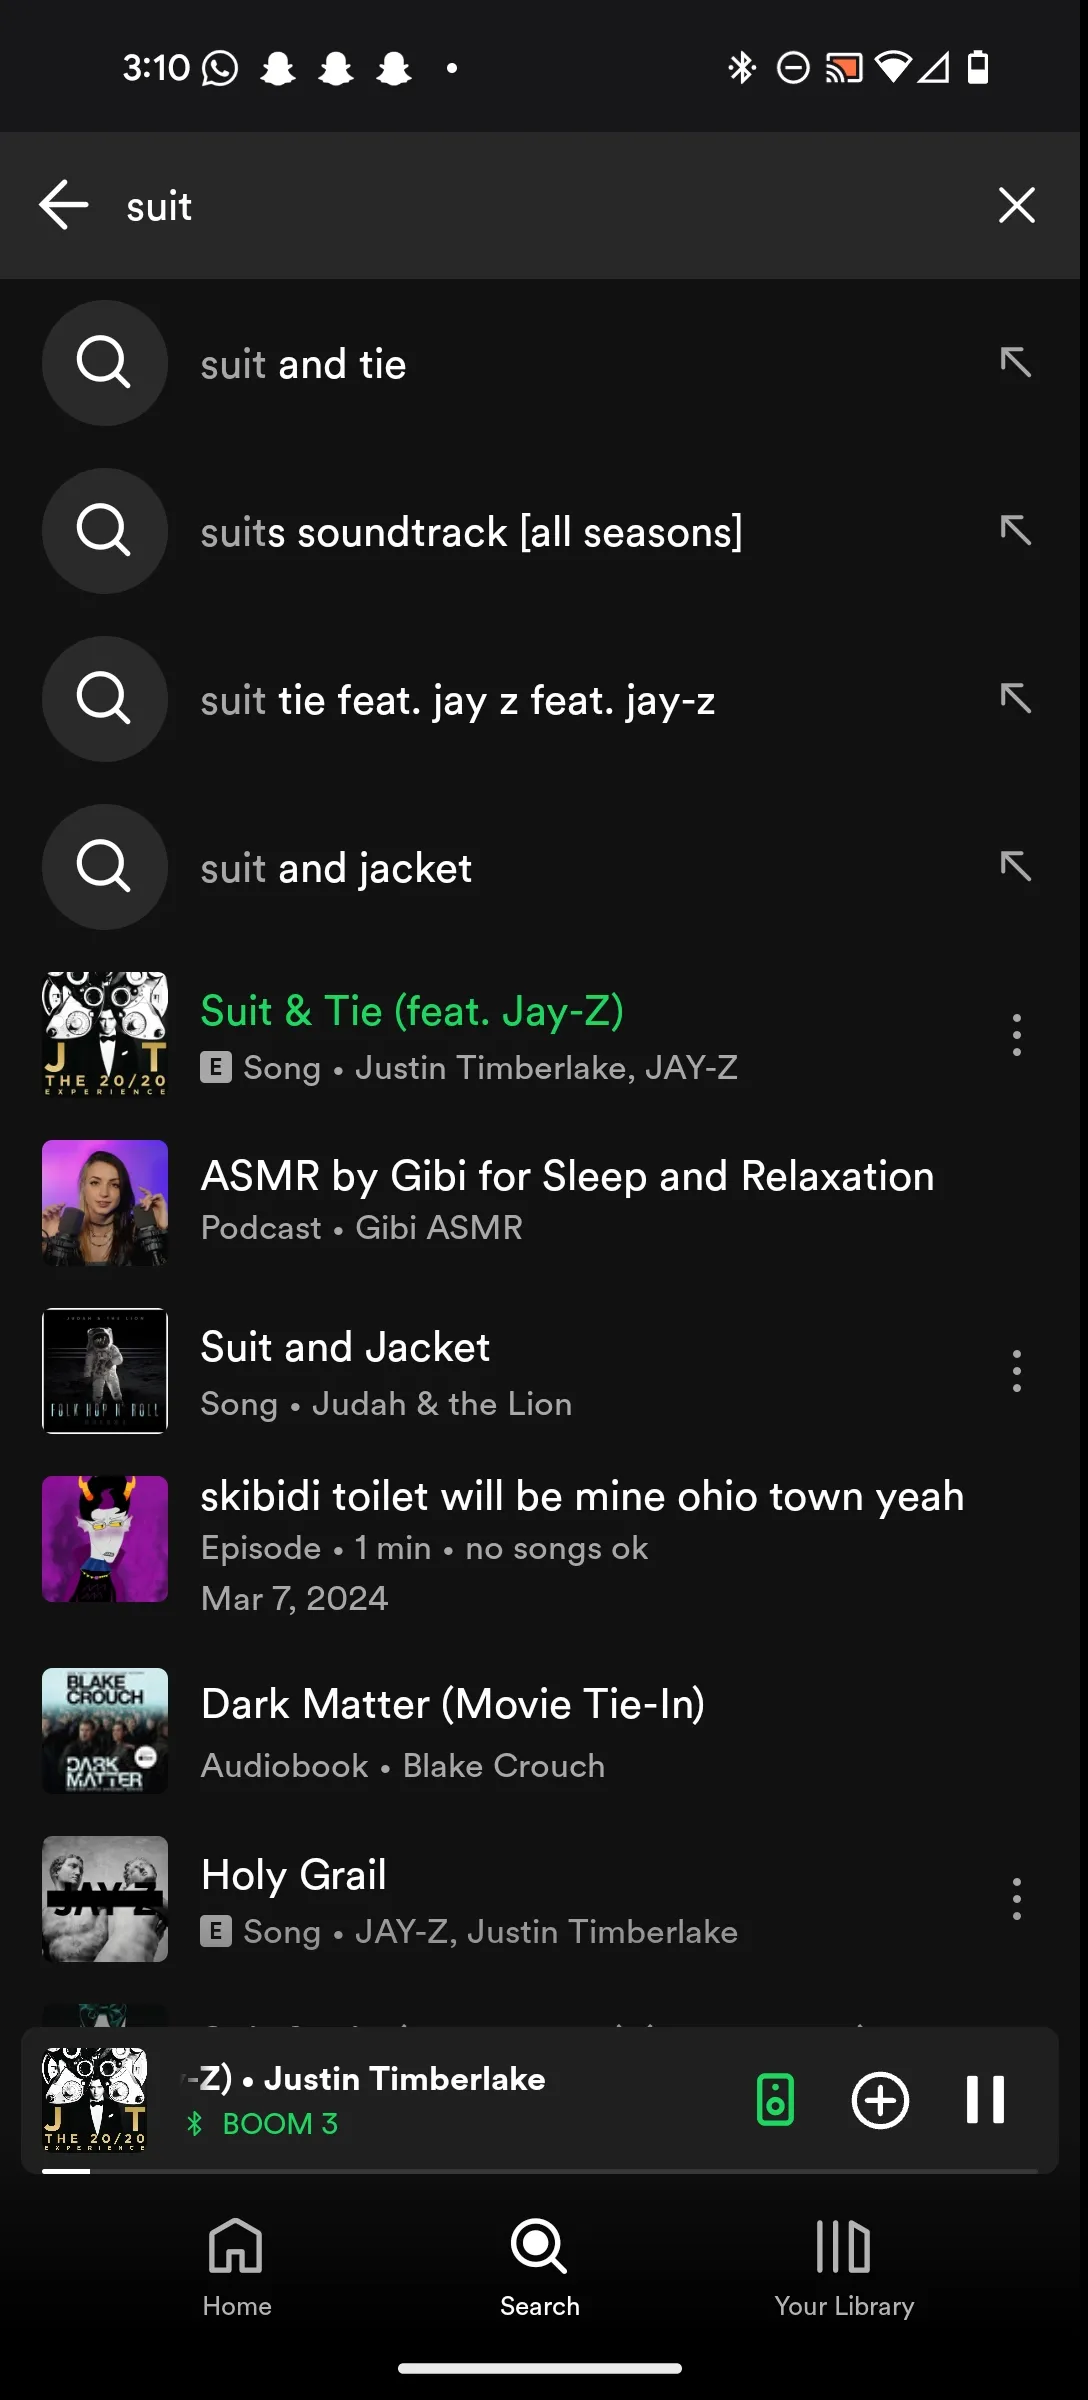 3:10
suit
suit and tie
suits soundtrack [all seasons]
suit tie feat. jay z feat. jay-z
suit and jacket
J T
THE 20/20
EXPERIENCE
Suit & Tie (feat. Jay-Z)
E Song • Justin Timberlake, JAY-Z
ASMR by Gibi for Sleep and Relaxation
Podcast • Gibi ASMR
JUDAH & THE LION
FOLK HOP N' ROLL
Suit and Jacket
Song • Judah & the Lion
skibidi toilet will be mine ohio town yeah
Episode • 1 min • no songs ok
Mar 7, 2024
BLAKE
CROUCH
DARK
MATTER
Dark Matter (Movie Tie-In)
Audiobook • Blake Crouch
JAY-Z
Holy Grail
E Song • JAY-Z, Justin Timberlake
J T
THE 20/20
EXPERIENCE
-Z) • Justin Timberlake
BOOM 3
Home
Search
Your Library